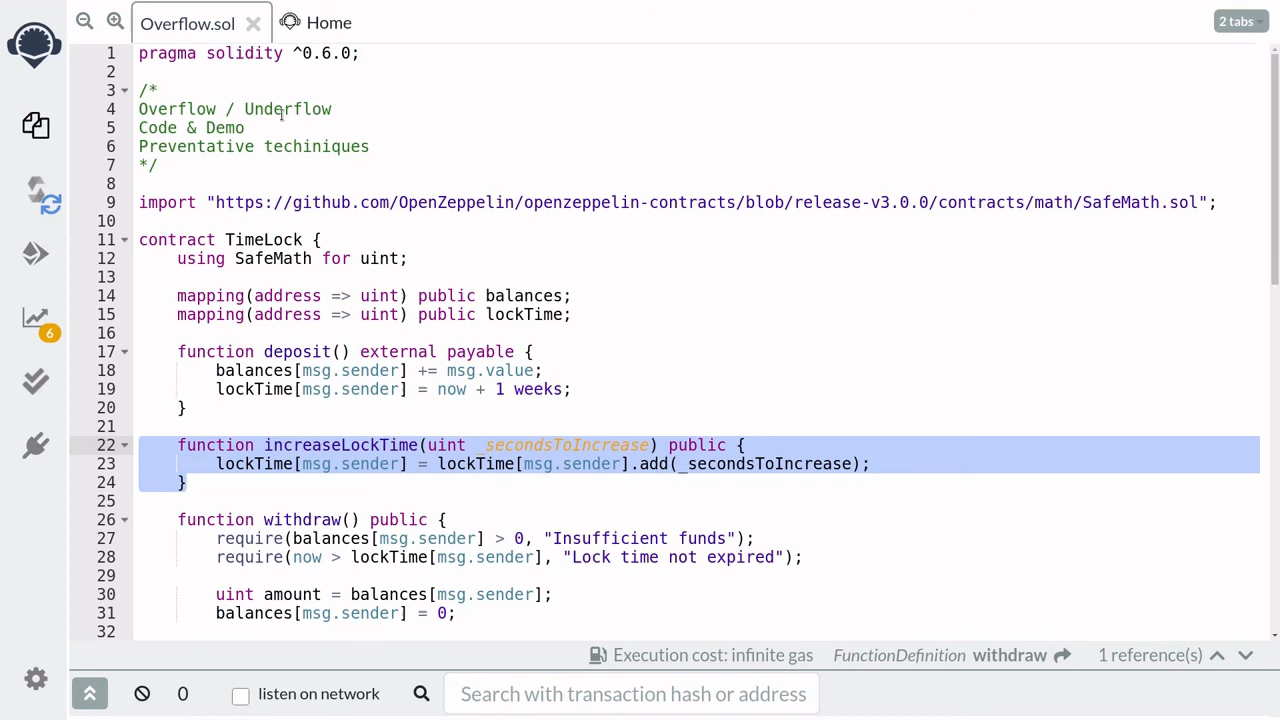 Overflow.sol
Home
2 tabs
1 pragma solidity ^0.6.0;
2
3 /*
4 Overflow / Underflow
5 Code & Demo
6 Preventative techiniques
7 */
8
9 import "https://github.com/OpenZeppelin/openzeppelin-contracts/blob/release-v3.0.0/contracts/math/SafeMath.sol";
10
11 contract TimeLock {
12     using SafeMath for uint;
13
14     mapping(address => uint) public balances;
15     mapping(address => uint) public lockTime;
16
17     function deposit() external payable {
18         balances[msg.sender] += msg.value;
19         lockTime[msg.sender] = now + 1 weeks;
20     }
21
22     function increaseLockTime(uint _secondsToIncrease) public {
23         lockTime[msg.sender] = lockTime[msg.sender].add(_secondsToIncrease);
24     }
25
26     function withdraw() public {
27         require(balances[msg.sender] > 0, "Insufficient funds");
28         require(now > lockTime[msg.sender], "Lock time not expired");
29
30         uint amount = balances[msg.sender];
31         balances[msg.sender] = 0;
32
6
Execution cost: infinite gas FunctionDefinition withdraw 1 reference(s)
0 listen on network Search with transaction hash or address